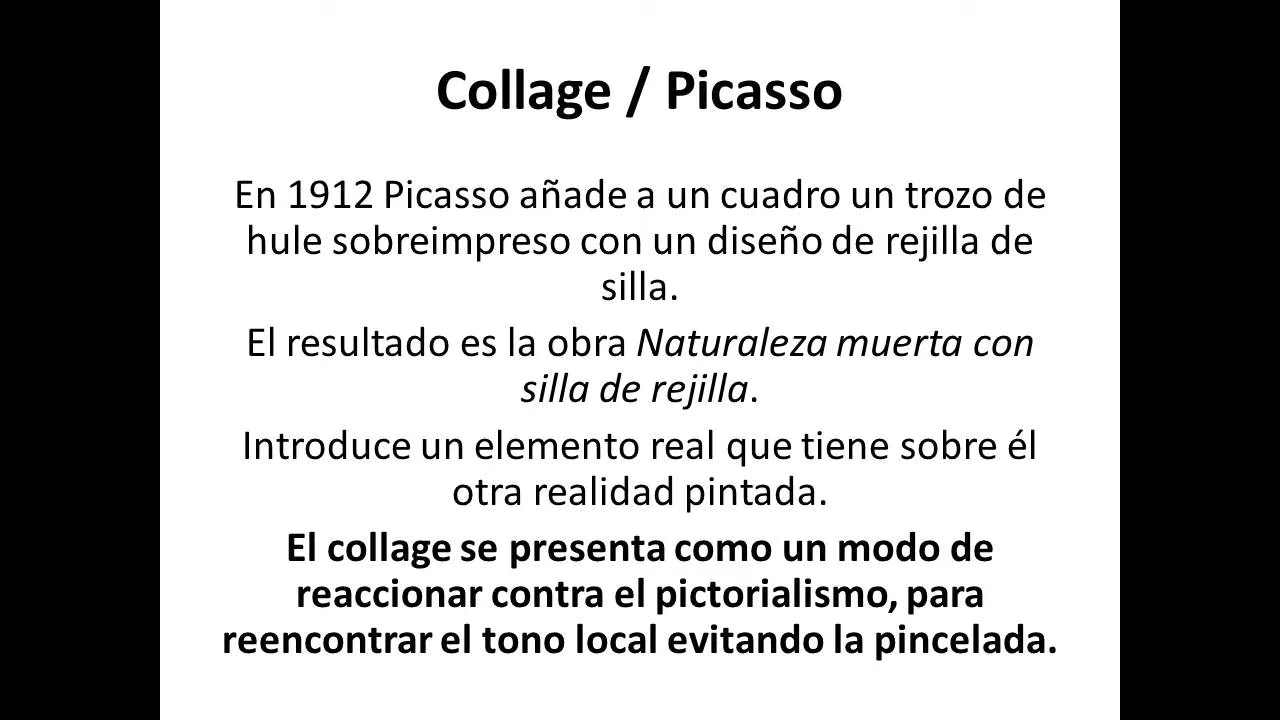 Collage / Picasso
En 1912 Picasso añade a un cuadro un trozo de
hule sobreimpreso con un diseño de rejilla de
silla.
El resultado es la obra Naturaleza muerta con
silla de rejilla.
Introduce un elemento real que tiene sobre él
otra realidad pintada.
El collage se presenta como un modo de
reaccionar contra el pictorialismo, para
reencontrar el tono local evitando la pincelada.